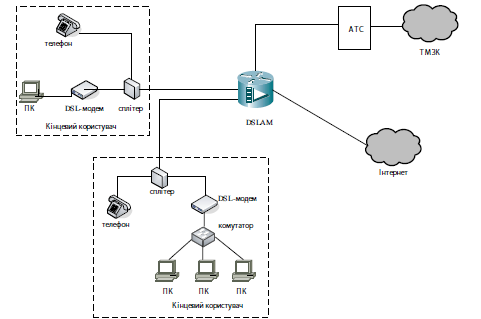 телефон
АТС
ТМЗК
ПК
DSL-модем
сплітер
Кінцевий користувач
DSLAM
Інтернет
сплітер
DSL-модем
телефон
комутатор
ПК
ПК
ПК
Кінцевий користувач